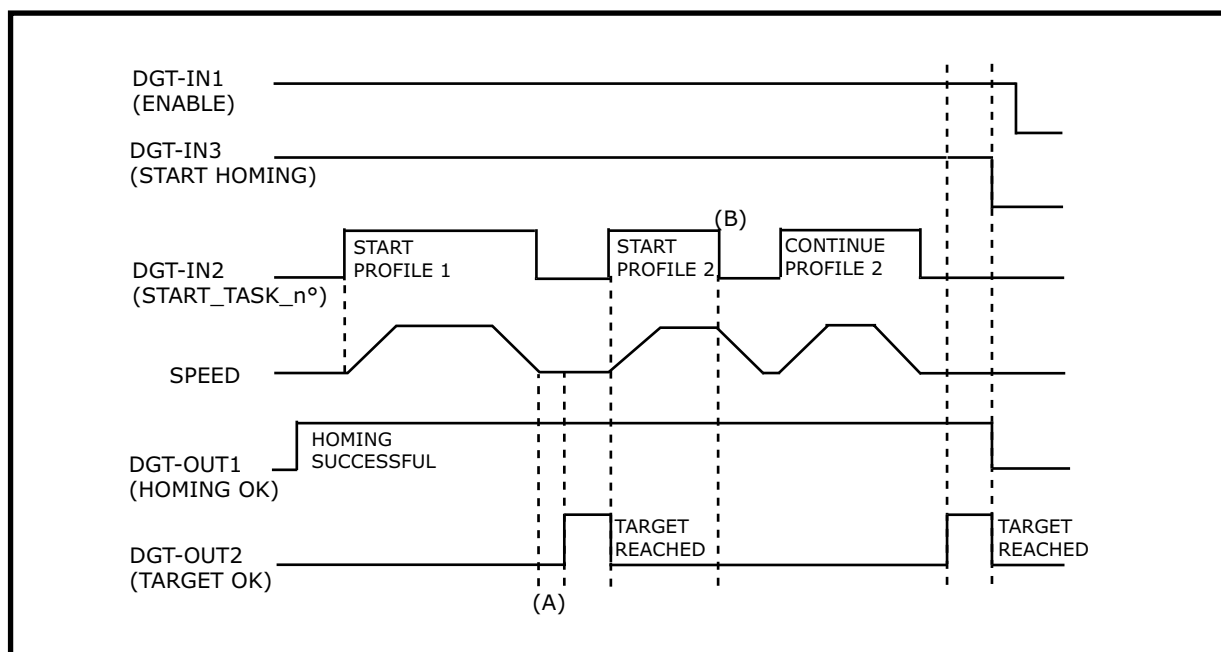 DGT-IN1
(ENABLE)
DGT-IN3
(START HOMING)
(B)
START
PROFILE 1
START
PROFILE 2
CONTINUE
PROFILE 2
DGT-IN2
(START_TASK_n°)
SPEED
HOMING
SUCCESSFUL
DGT-OUT1
(HOMING OK)
TARGET
REACHED
TARGET
REACHED
DGT-OUT2
(TARGET OK)
(A)